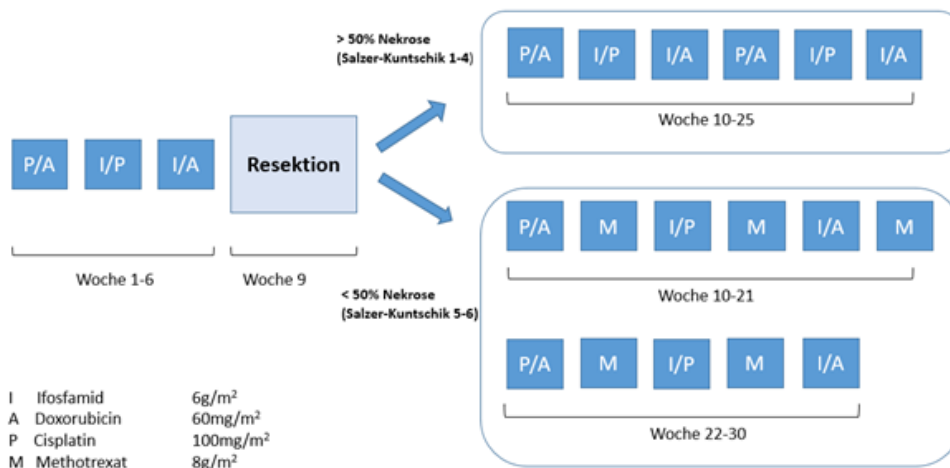 > 50% Nekrose
(Salzer-Kuntschik 1-4)
P/A I/P I/A P/A I/P I/A
Woche 10-25
P/A I/P I/A
Resektion
Woche 1-6
Woche 9
< 50% Nekrose
(Salzer-Kuntschik 5-6)
P/A M I/P M I/A M
Woche 10-21
P/A M I/P M I/A
Woche 22-30
I Ifosfamid 6g/m²
A Doxorubicin 60mg/m²
P Cisplatin 100mg/m²
M Methotrexat 8g/m²